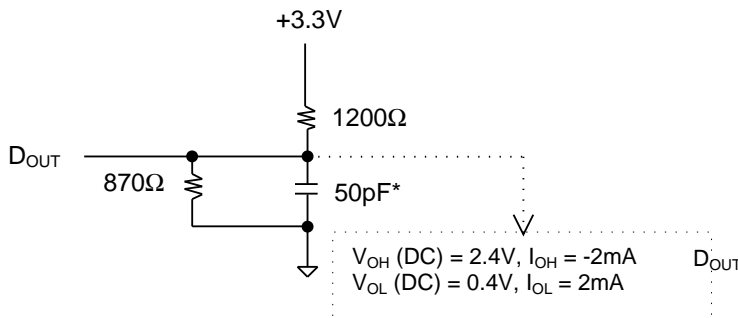 +3.3V
1200Ω
DOUT
870Ω
50pF*
VOH (DC) = 2.4V, IOH = -2mA
VOL (DC) = 0.4V, IOL = 2mA
DOUT